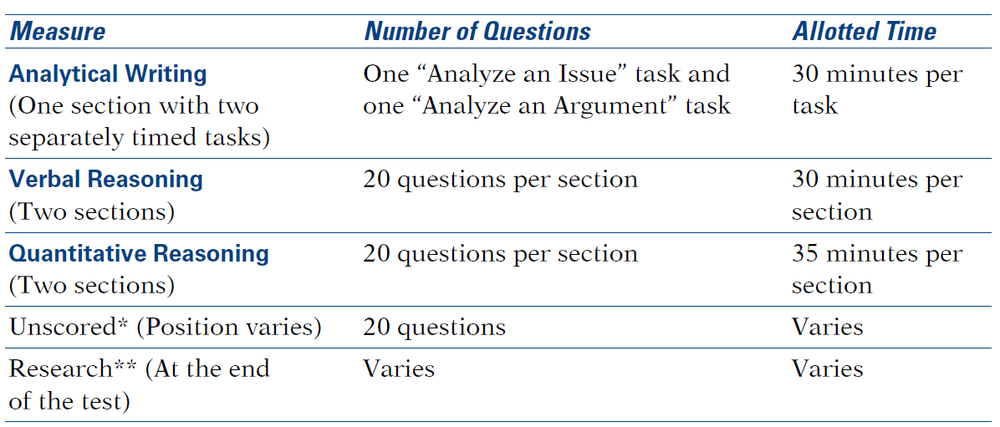 Measure Number of Questions Allotted Time
Analytical Writing One “Analyze an Issue” task and 30 minutes per
(One section with two one “Analyze an Argument” task task
separately timed tasks)
Verbal Reasoning 20 questions per section 30 minutes per
(Two sections) section
Quantitative Reasoning 20 questions per section 35 minutes per
(Two sections) section
Unscored* (Position varies) 20 questions Varies
Research** (At the end Varies Varies
of the test)